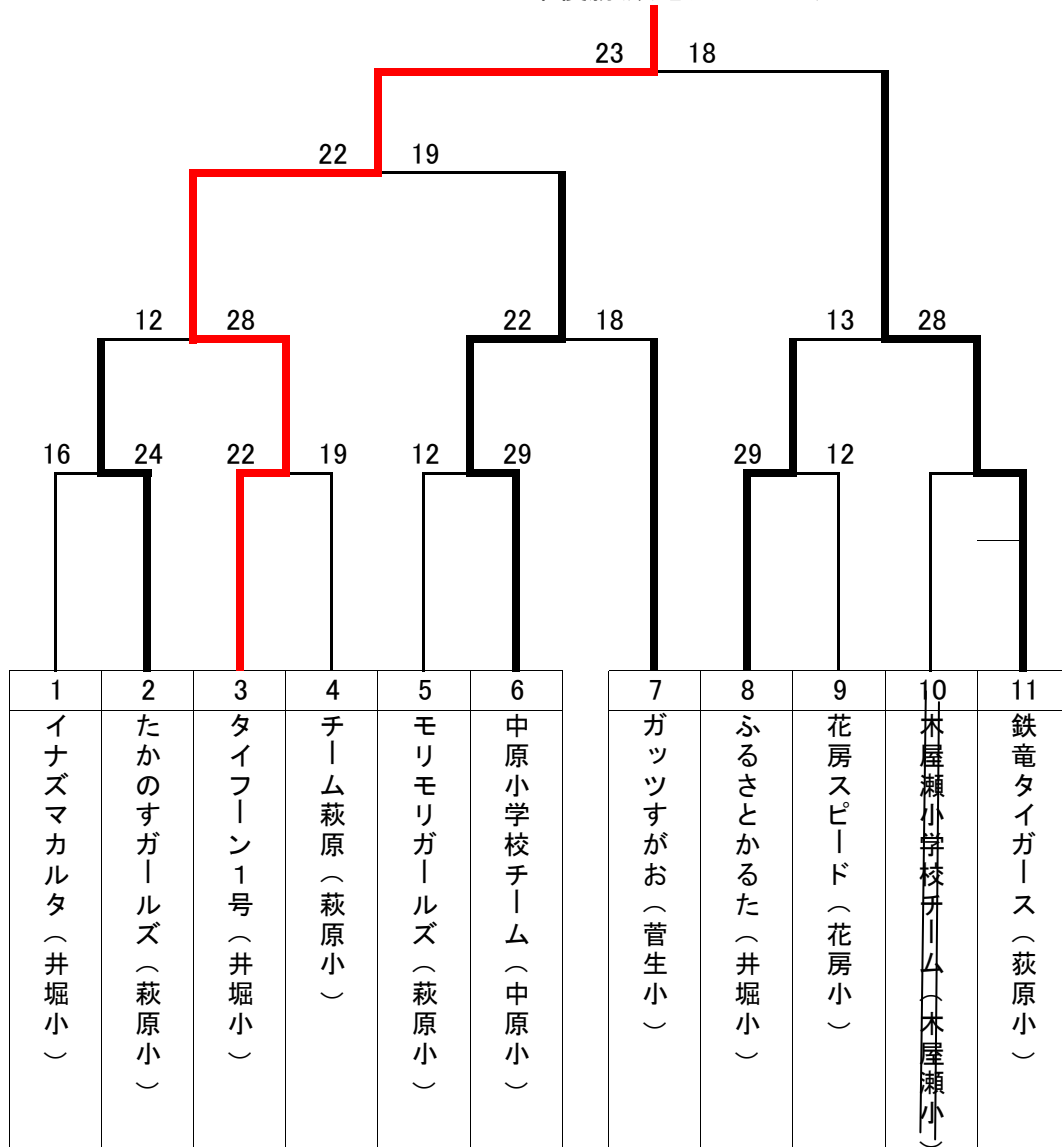 23 18
22 19
12 28 22 18 13 28
16 24 22 19 12 29 29 12
1 2 3 4 5 6 7 8 9 10 11
イナズマカルタ（井堀小）
たかのすガールズ（萩原小）
タイフーン１号（井堀小）
チーム萩原（萩原小）
モリモリガールズ（萩原小）
中原小学校チーム（中原小）
ガッツすがお（菅生小）
ふるさとかるた（井堀小）
花房スピード（花房小）
木屋瀬小学校チーム（木屋瀬小）
鉄竜タイガース（荻原小）